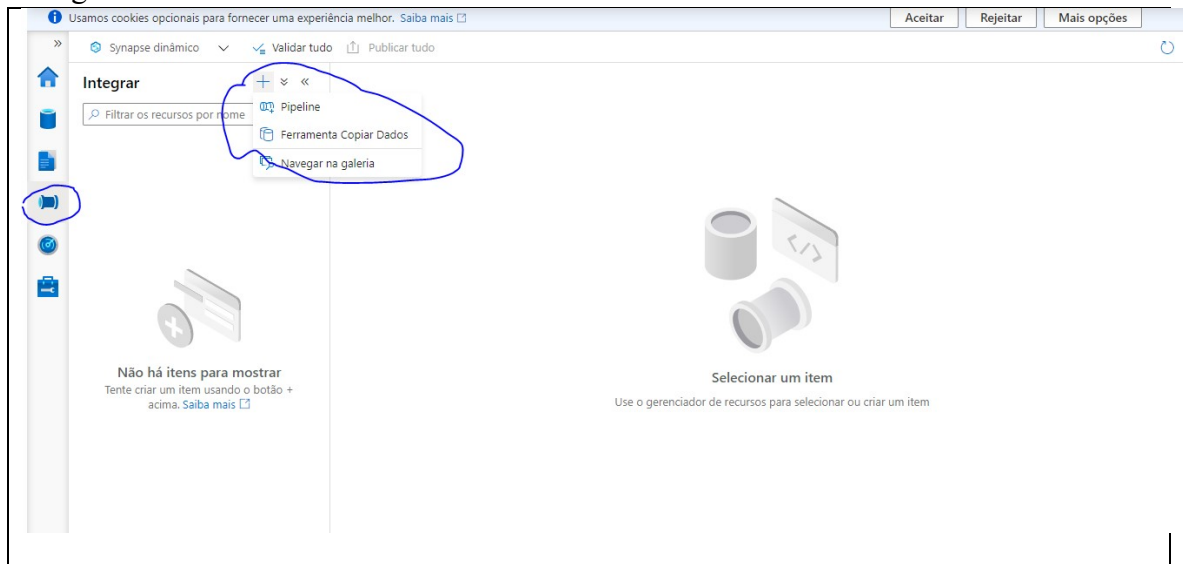 Usamos cookies opcionais para fornecer uma experiência melhor. Saiba mais
Aceitar
Rejeitar
Mais opções
Synapse dinâmico
Validar tudo
Publicar tudo
Integrar
Filtrar os recursos por nome
Pipeline
Ferramenta Copiar Dados
Navegar na galeria
Não há itens para mostrar
Tente criar um item usando o botão +
acima. Saiba mais
Selecionar um item
Use o gerenciador de recursos para selecionar ou criar um item